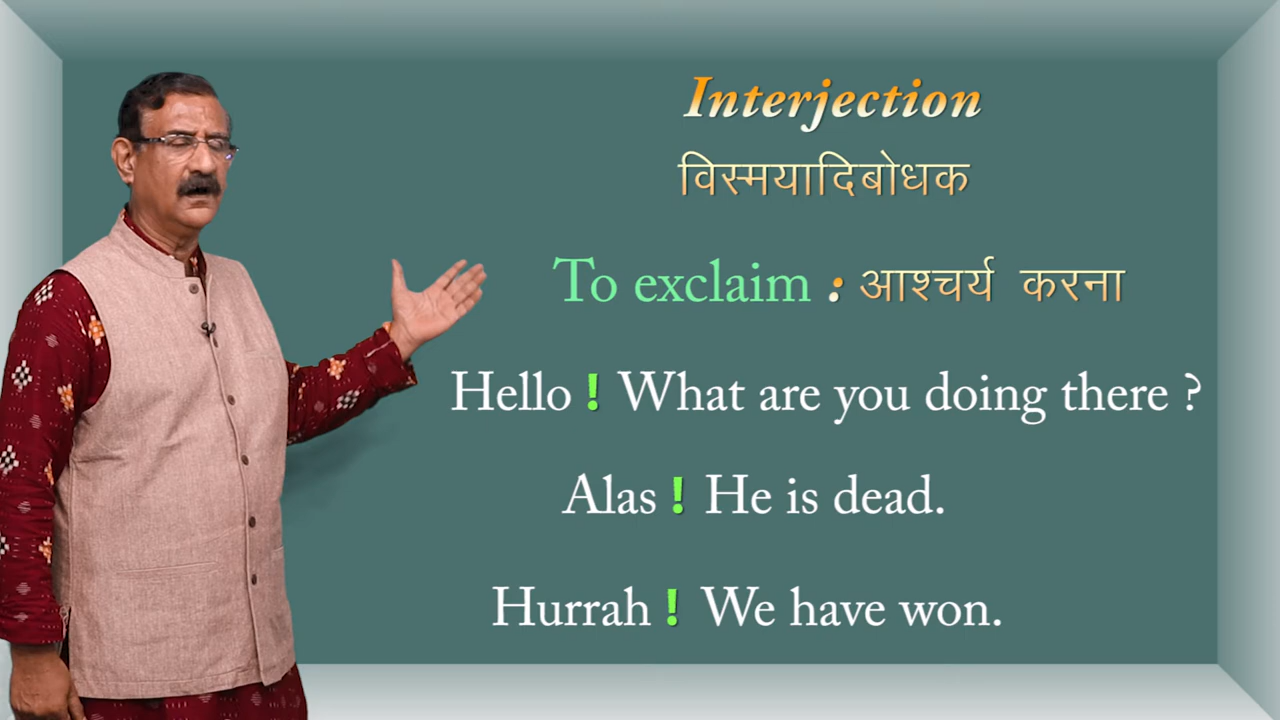 Interjection
विस्मयादिबोधक
To exclaim : आश्चर्य करना
Hello ! What are you doing there ?
Alas ! He is dead.
Hurrah ! We have won.